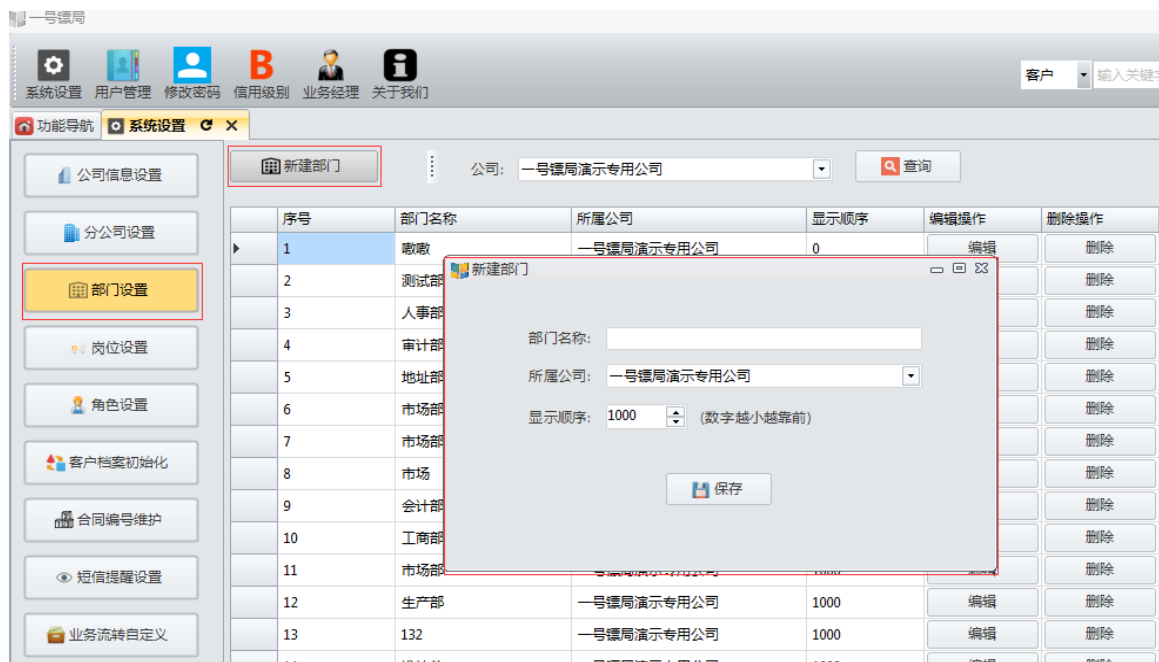 一号镖局
系统设置 用户管理 修改密码 信用级别 业务经理 关于我们
客户 输入关键
功能导航 系统设置
公司信息设置
分公司设置
部门设置
岗位设置
角色设置
客户档案初始化
合同编号维护
短信提醒设置
业务流转自定义
新建部门 公司: 一号镖局演示专用公司 查询
序号 部门名称 所属公司 显示顺序 编辑操作 删除操作
1 嗷嗷 一号镖局演示专用公司 0 编辑 删除
2 测试部 删除
3 人事部 删除
4 审计部 删除
5 地址部 删除
6 市场部 删除
7 市场部 删除
8 市场 删除
9 会计部 删除
10 工商部 删除
11 市场部 删除
12 生产部 一号镖局演示专用公司 1000 编辑 删除
13 132 一号镖局演示专用公司 1000 编辑 删除
新建部门
部门名称:
所属公司: 一号镖局演示专用公司
显示顺序: 1000 (数字越小越靠前)
保存